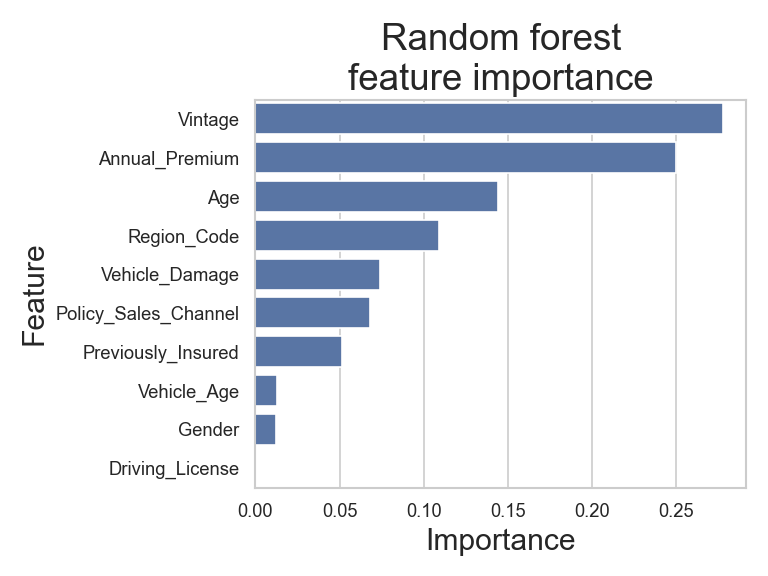 Random forest
feature importance
Vintage
Annual_Premium
Age
Region_Code
Vehicle_Damage
Policy_Sales_Channel
Previously_Insured
Vehicle_Age
Gender
Driving_License
Feature
0.00 0.05 0.10 0.15 0.20 0.25
Importance